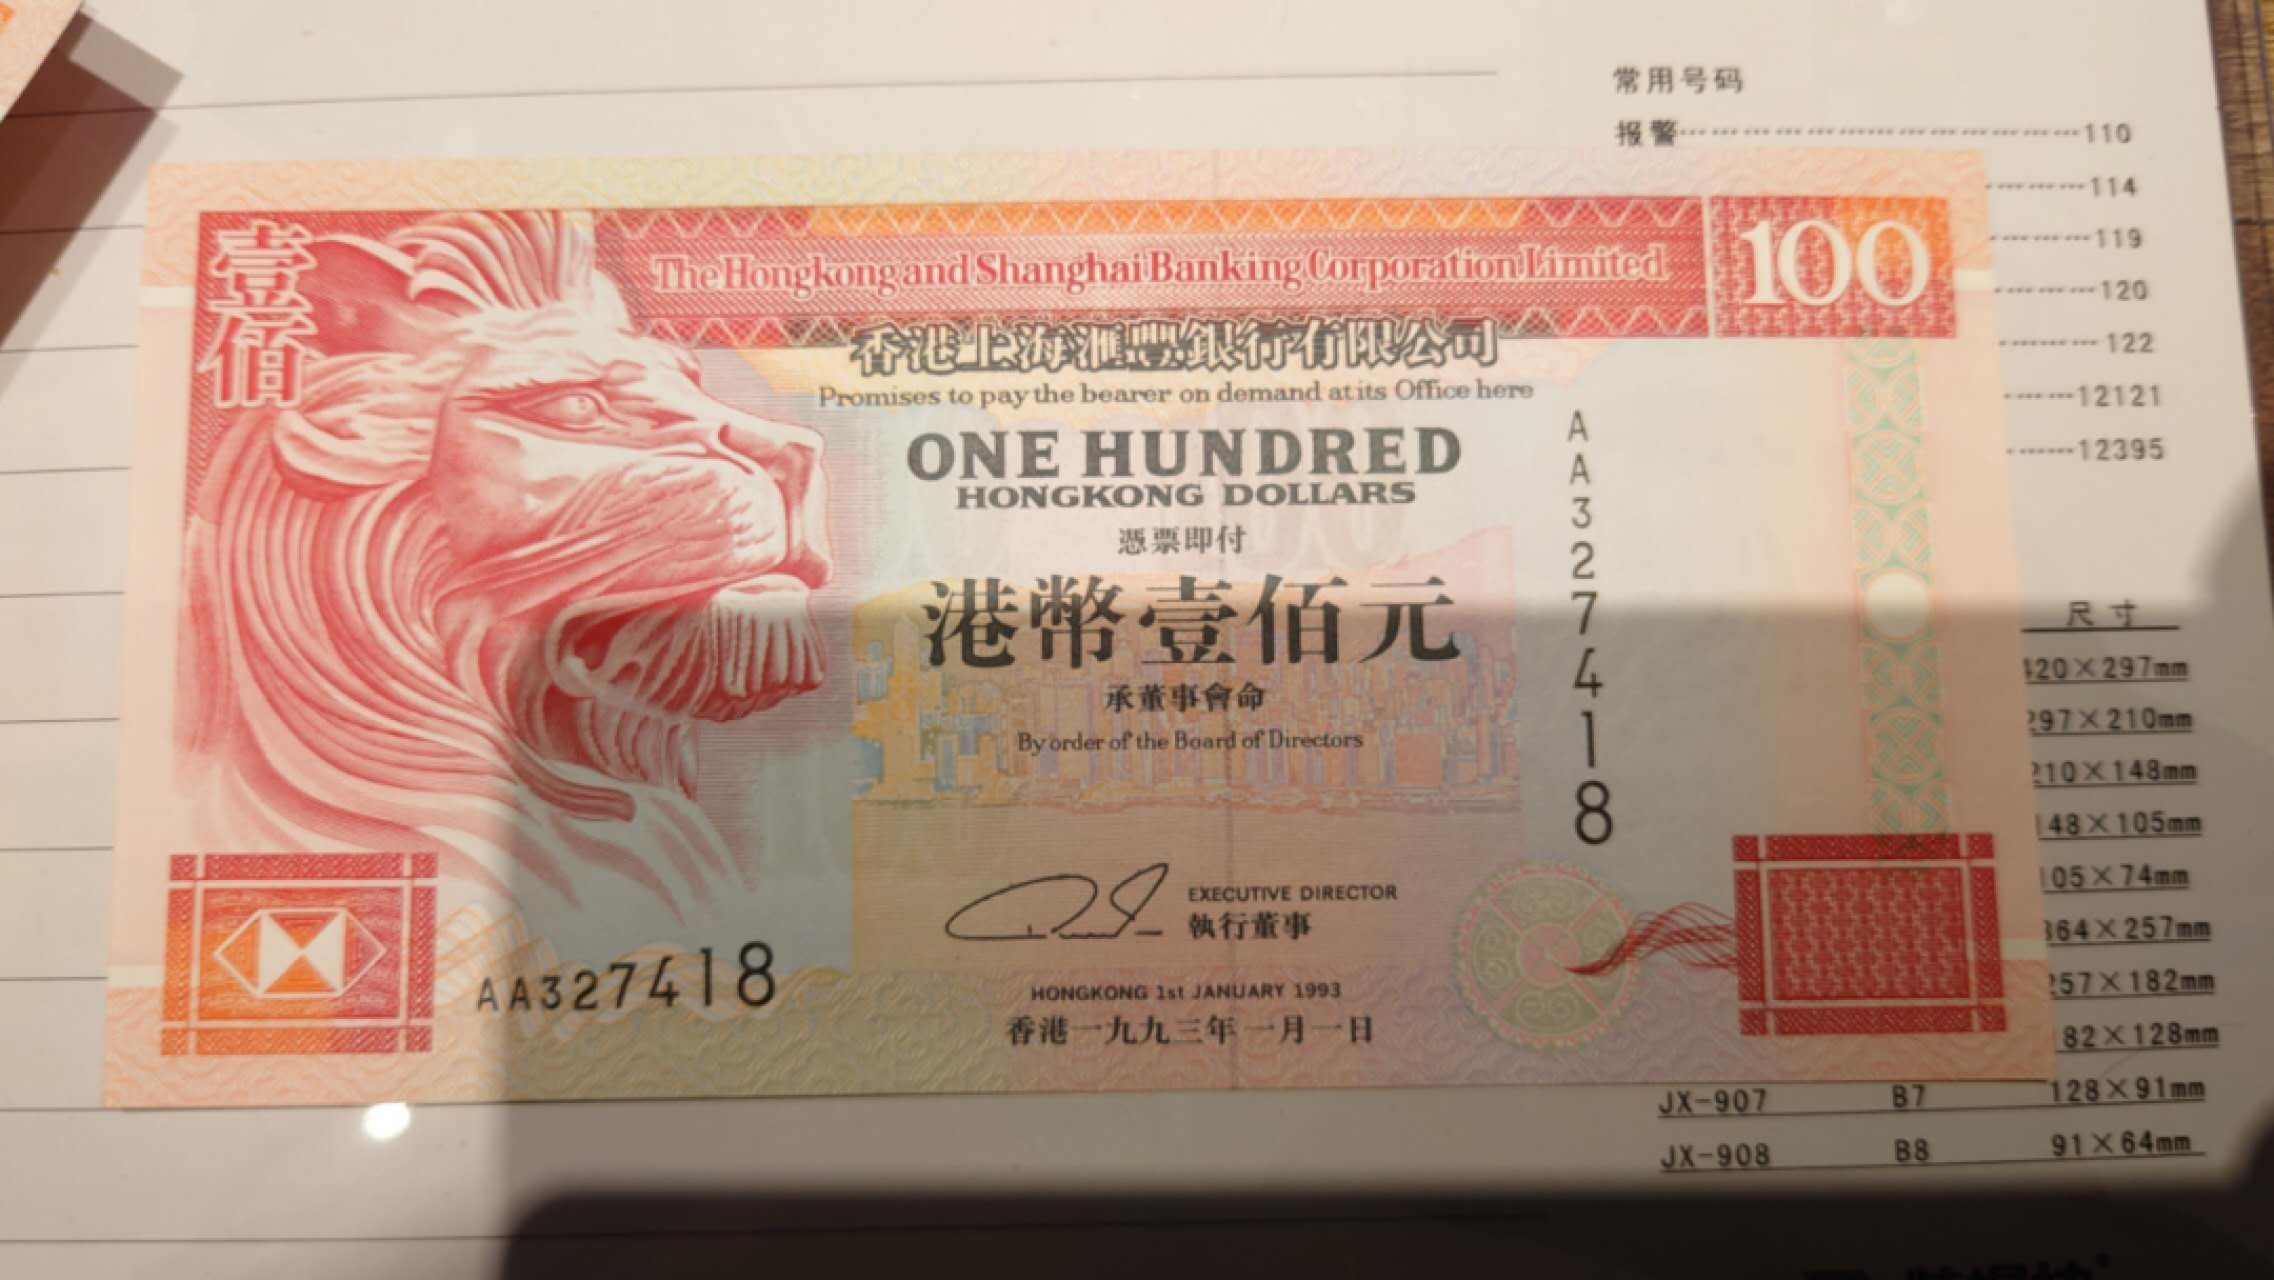 常用号码
报警……………………………………110
………114
………119
………120
………122
………12121
………12395
壹佰
The Hongkong and Shanghai Banking Corporation Limited
100
香港上海滙豐銀行有限公司
Promises to pay the bearer on demand at its Office here
ONE HUNDRED
HONGKONG DOLLARS
憑票即付
港幣壹佰元
承董事會命
By order of the Board of Directors
AA327418
EXECUTIVE DIRECTOR
執行董事
AA327418
HONGKONG 1st JANUARY 1993
香港一九九三年一月一日
尺寸
420×297mm
297×210mm
210×148mm
148×105mm
105×74mm
364×257mm
257×182mm
182×128mm
JX-907 B7 128×91mm
JX-908 B8 91×64mm